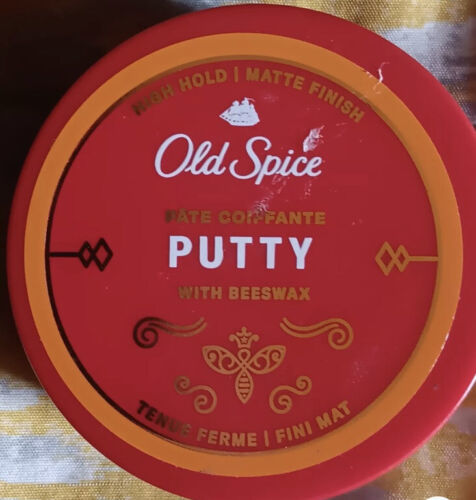 HIGH HOLD | MATTE FINISH
Old Spice
PÂTE COIFFANTE
PUTTY
WITH BEESWAX
TENUE FERME | FINI MAT